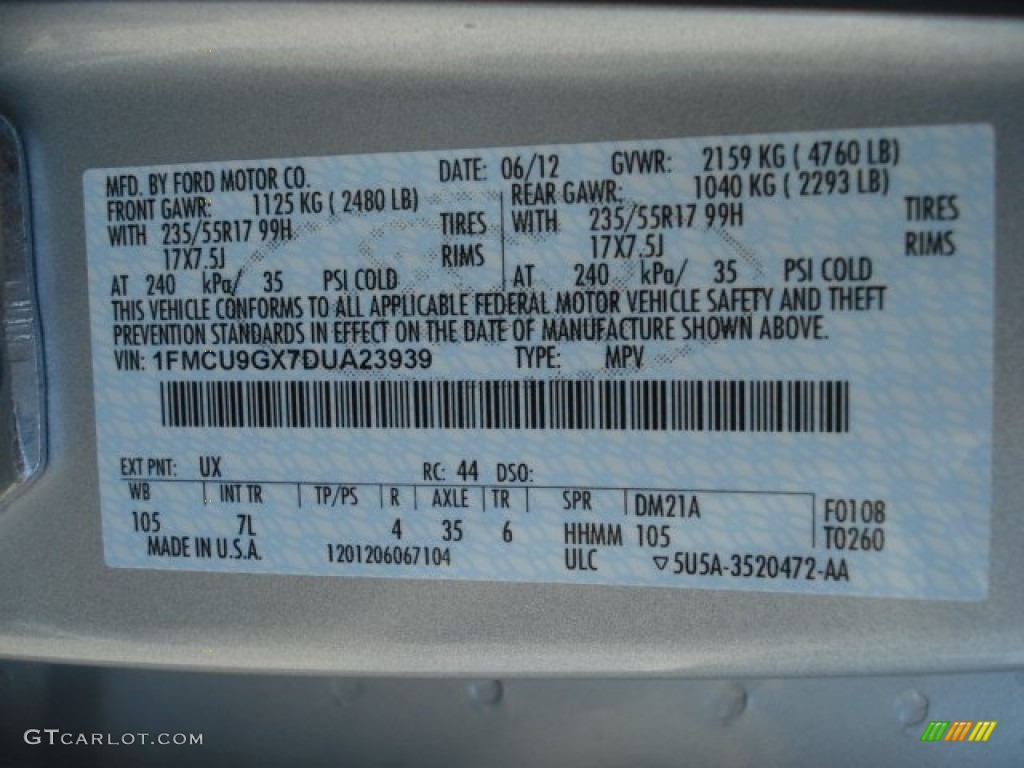 MFD. BY FORD MOTOR CO. DATE: 06/12 GVWR: 2159 KG ( 4760 LB)
FRONT GAWR: 1125 KG ( 2480 LB) REAR GAWR: 1040 KG ( 2293 LB)
WITH 235/55R17 99H TIRES WITH 235/55R17 99H TIRES
17X7.5J RIMS 17X7.5J RIMS
AT 240 kPa/ 35 PSI COLD AT 240 kPa/ 35 PSI COLD
THIS VEHICLE CONFORMS TO ALL APPLICABLE FEDERAL MOTOR VEHICLE SAFETY AND THEFT
PREVENTION STANDARDS IN EFFECT ON THE DATE OF MANUFACTURE SHOWN ABOVE.
VIN: 1FMCU9GX7DUA23939 TYPE: MPV
EXT PNT: UX RC: 44 DSO:
WB INT TR TP/PS R AXLE TR SPR DM21A F0108
105 7L 4 35 6 HHMM 105 T0260
MADE IN U.S.A. 1201206067104 ULC ▽5U5A-3520472-AA
GTCARLOT.COM